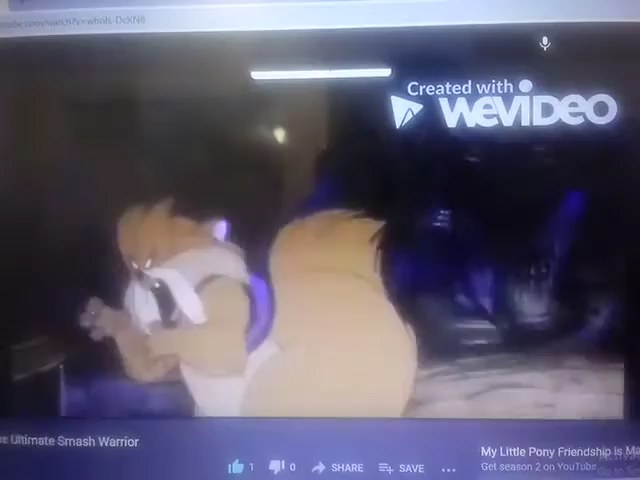 Created with
WEVIDEO
Ultimate Smash Warrior
My Little Pony Friendship is Ma
1
0
SHARE
SAVE
Get season 2 on YouTube